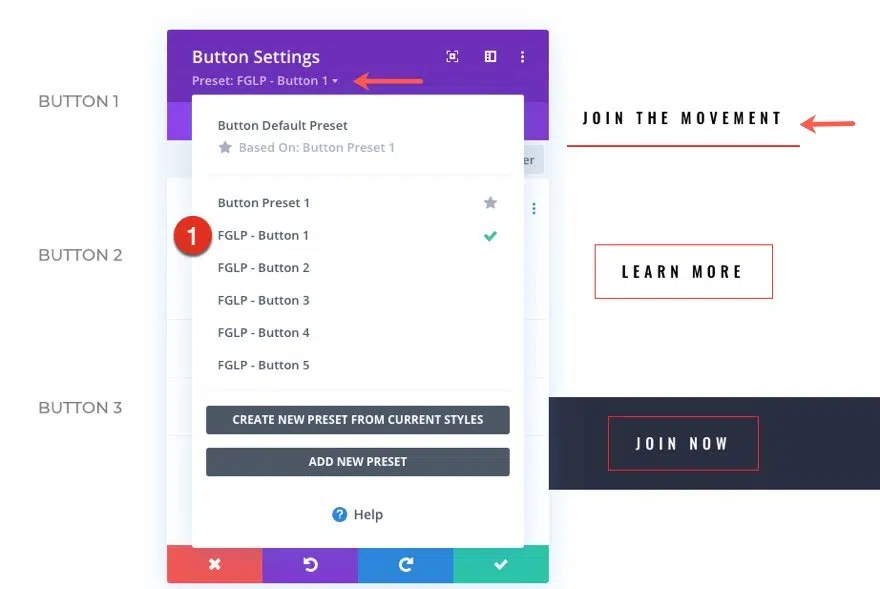 Button Settings
Preset: FGLP - Button 1
BUTTON 1
JOIN THE MOVEMENT
Button Default Preset
Based On: Button Preset 1
er
Button Preset 1
1
FGLP - Button 1
FGLP - Button 2
FGLP - Button 3
FGLP - Button 4
FGLP - Button 5
BUTTON 2
LEARN MORE
BUTTON 3
JOIN NOW
CREATE NEW PRESET FROM CURRENT STYLES
ADD NEW PRESET
? Help